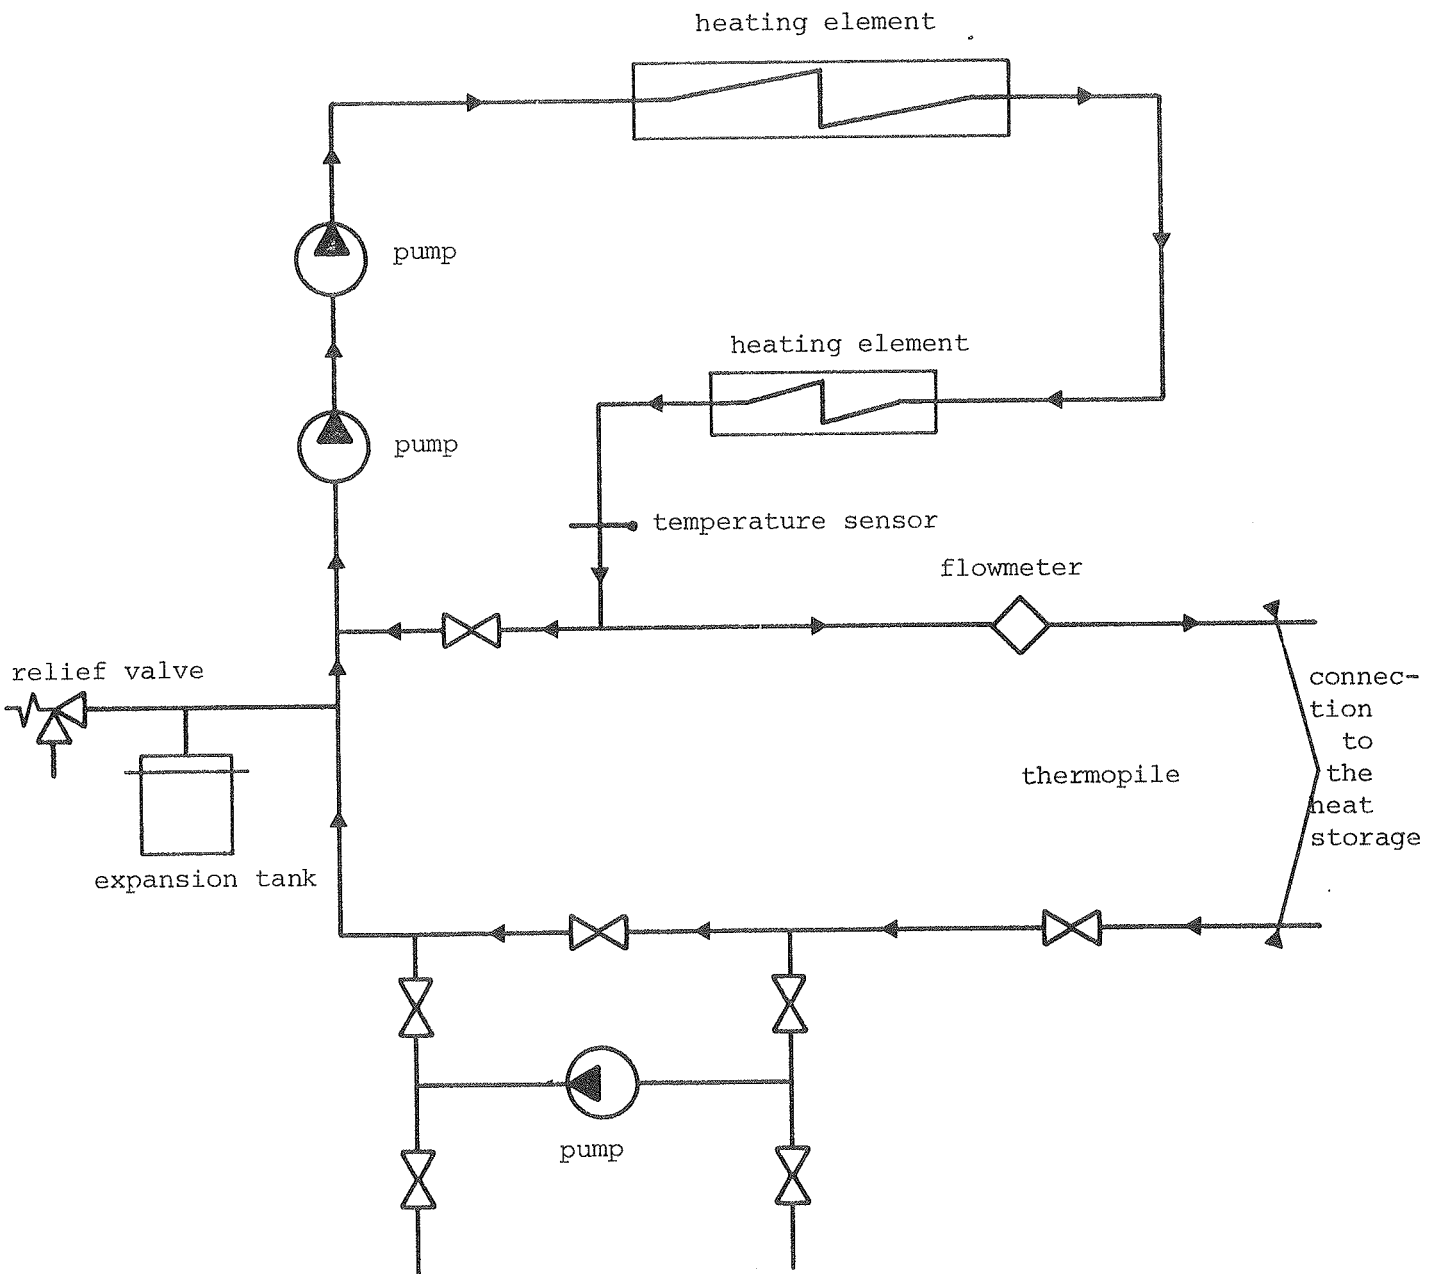 heating element
pump
heating element
pump
temperature sensor
flowmeter
relief valve
connec-
tion
to
the
heat
storage
thermopile
expansion tank
pump